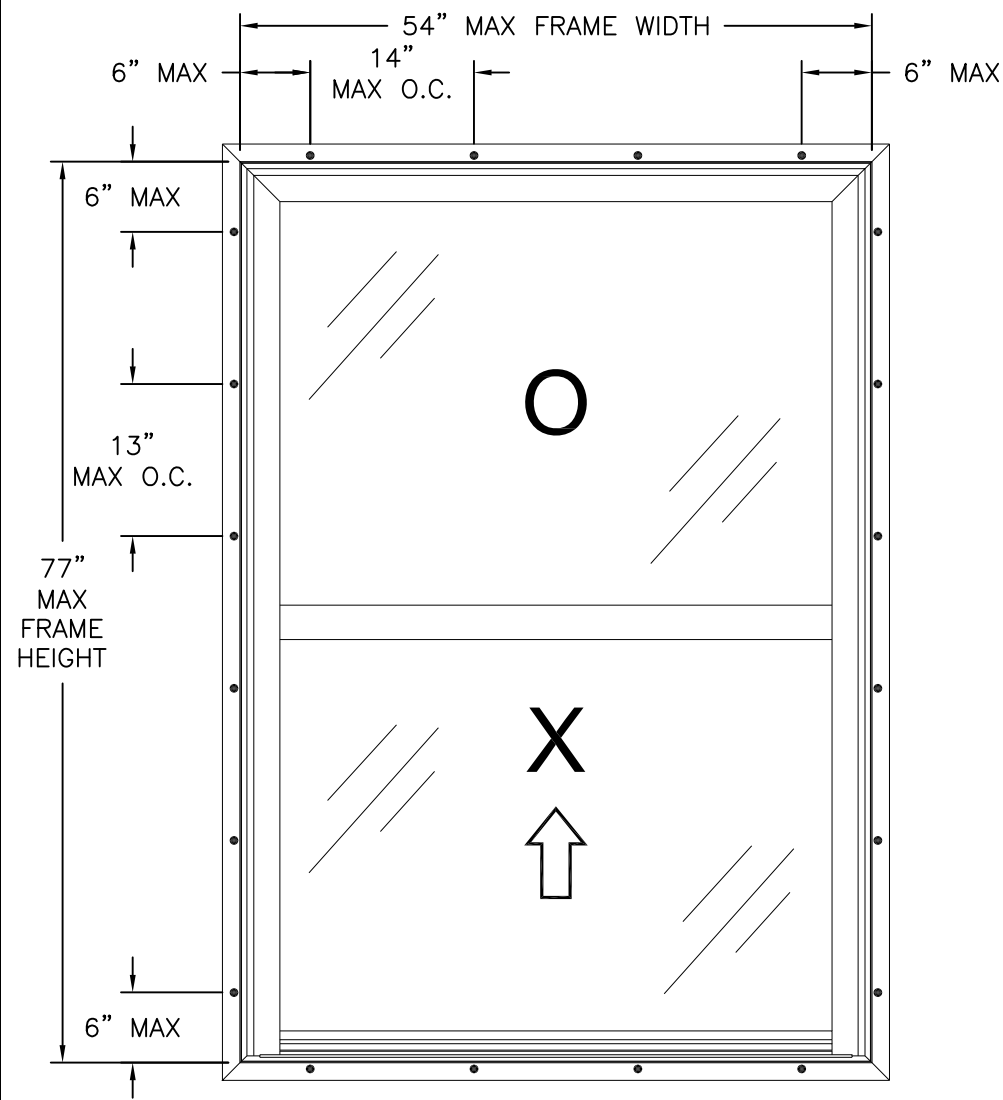 54” MAX FRAME WIDTH
6” MAX
14”
MAX O.C.
6” MAX
6” MAX
O
13”
MAX O.C.
77”
MAX
FRAME
HEIGHT
X
6” MAX